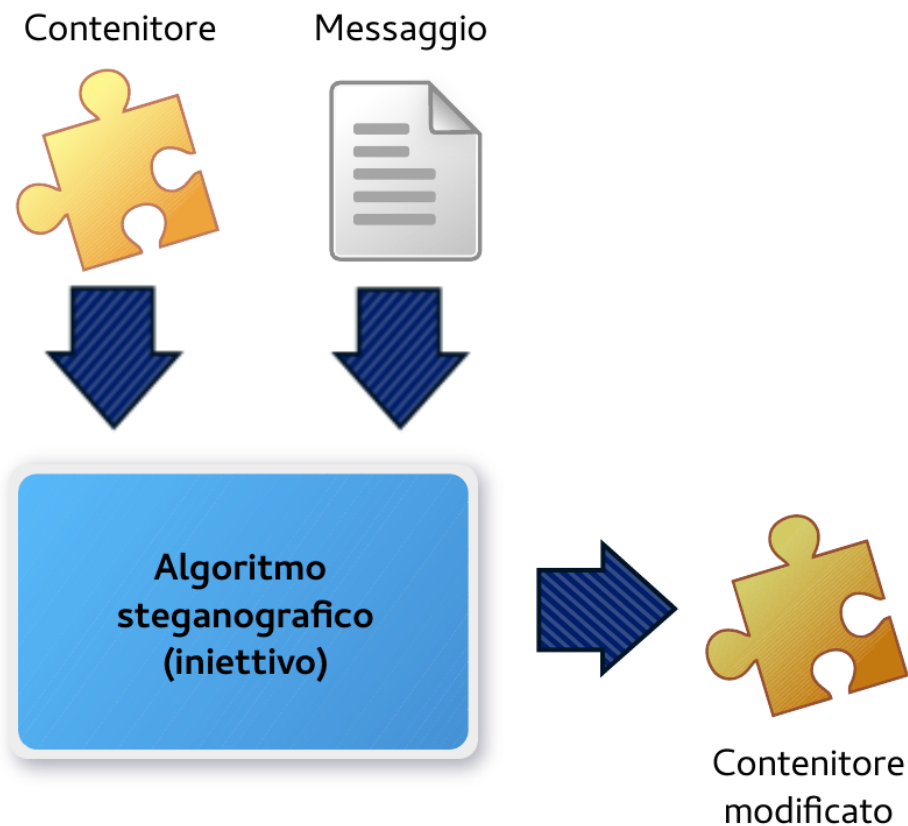 Contenitore
Messaggio
Algoritmo
steganografico
(iniettivo)
Contenitore
modificato